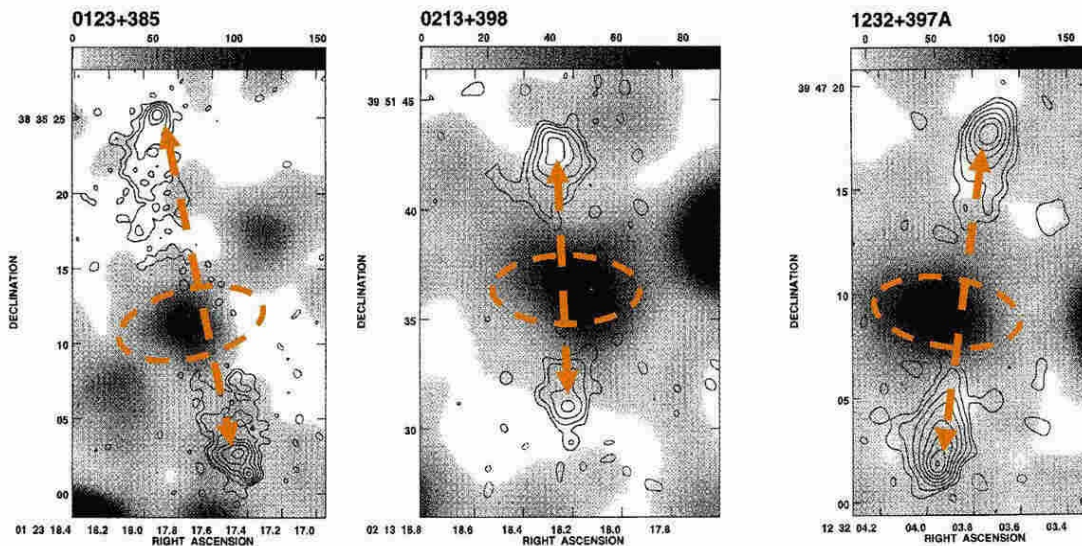 0123+385
0 50 100 150
38 35 25
20
15
10
05
00
DECLINATION
01 23 18.4 18.2 18.0 17.8 17.6 17.4 17.2 17.0
RIGHT ASCENSION
0213+398
0 20 40 60 80
39 51 45
40
35
30
DECLINATION
02 13 18.8 18.6 18.4 18.2 18.0 17.8
RIGHT ASCENSION
1232+397A
0 50 100 150
39 47 20
15
10
05
00
DECLINATION
12 32 04.2 04.0 03.8 03.6 03.4
RIGHT ASCENSION